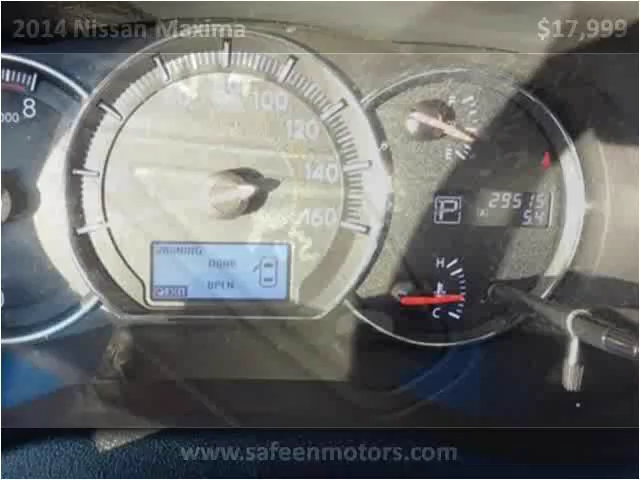 2014 Nissan Maxima
$17,999
8
100
120
140
160
F
E
P
29515
54
WARNING
DOOR
OPEN
H
C
www.safeenmotors.com